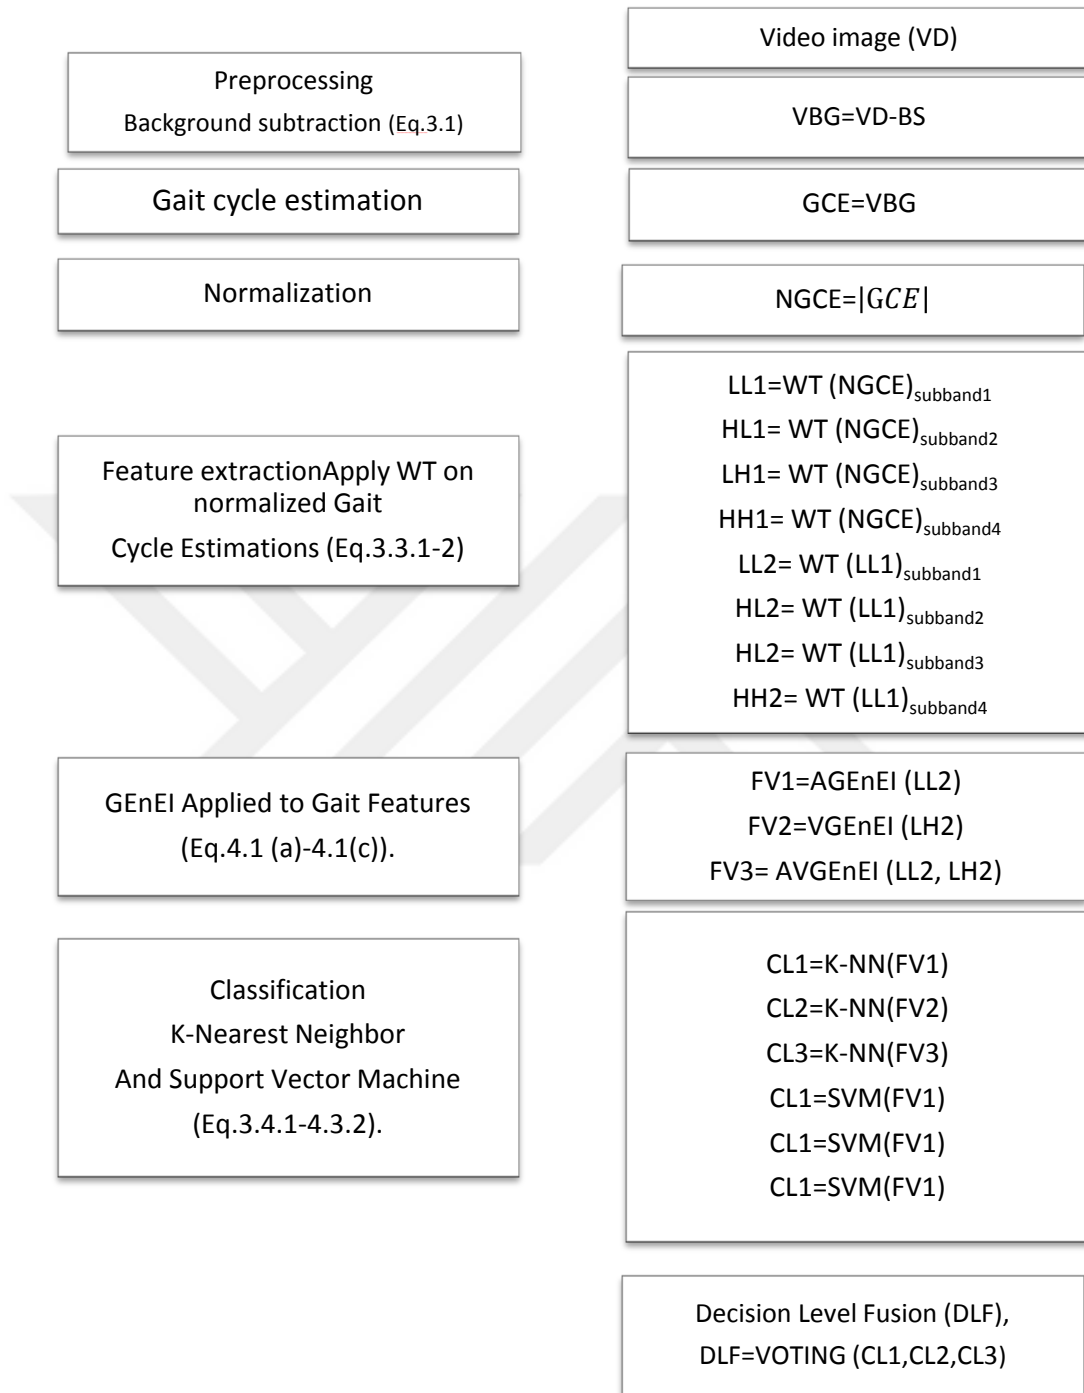 Video image (VD)
Preprocessing
Background subtraction (Eq.3.1)
VBG=VD-BS
Gait cycle estimation
GCE=VBG
Normalization
NGCE=|GCE|
Feature extractionApply WT on
normalized Gait
Cycle Estimations (Eq.3.3.1-2)
LL1=WT (NGCE)subband1
HL1= WT (NGCE)subband2
LH1= WT (NGCE)subband3
HH1= WT (NGCE)subband4
LL2= WT (LL1)subband1
HL2= WT (LL1)subband2
HL2= WT (LL1)subband3
HH2= WT (LL1)subband4
GEnEI Applied to Gait Features
(Eq.4.1 (a)-4.1(c)).
FV1=AGEnEI (LL2)
FV2=VGEnEI (LH2)
FV3= AVGEnEI (LL2, LH2)
Classification
K-Nearest Neighbor
And Support Vector Machine
(Eq.3.4.1-4.3.2).
CL1=K-NN(FV1)
CL2=K-NN(FV2)
CL3=K-NN(FV3)
CL1=SVM(FV1)
CL1=SVM(FV1)
CL1=SVM(FV1)
Decision Level Fusion (DLF),
DLF=VOTING (CL1,CL2,CL3)